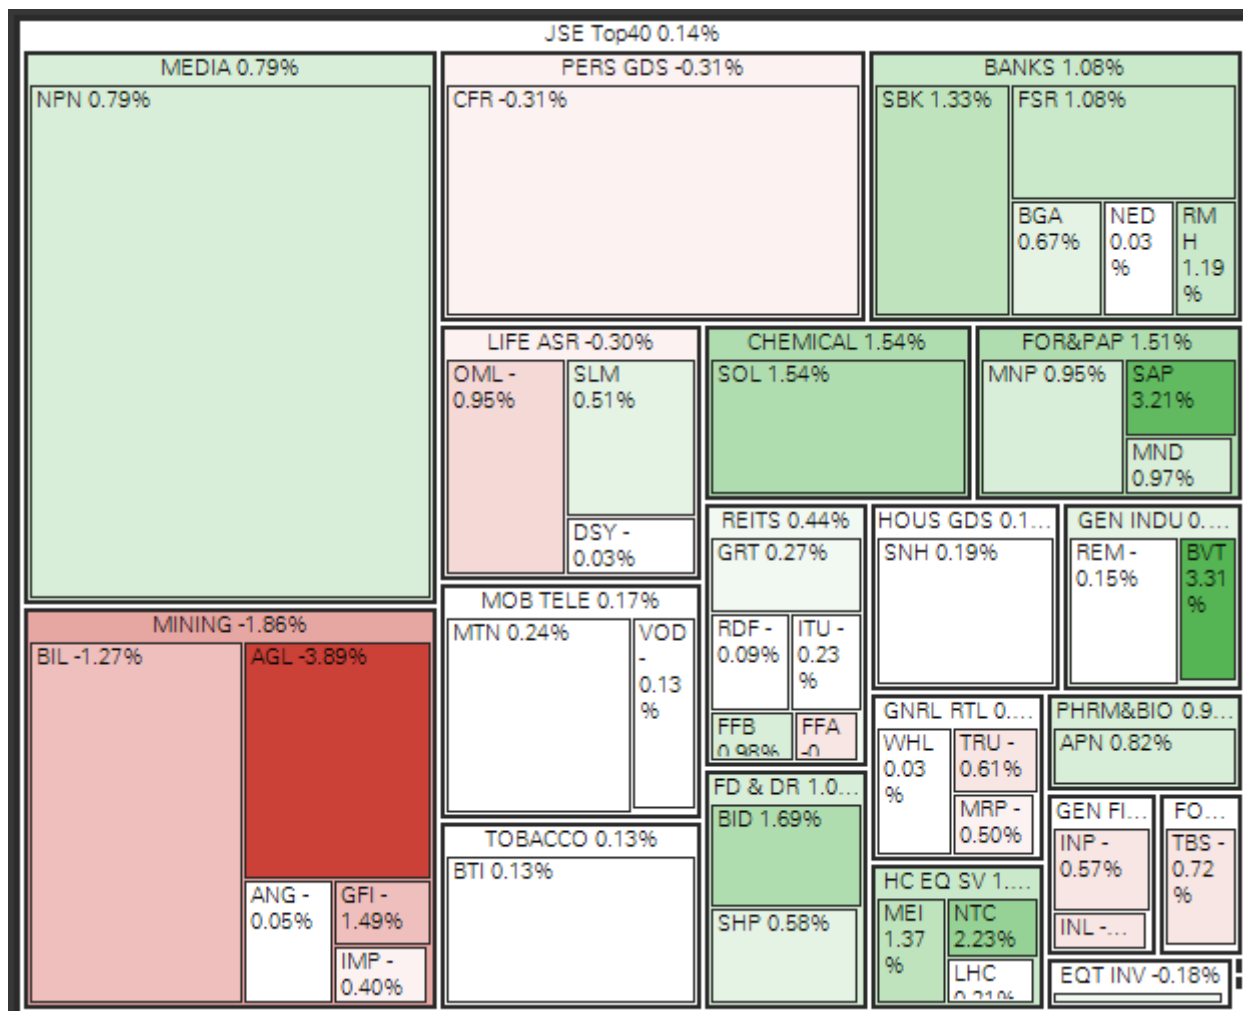 JSE Top40 0.14%
MEDIA 0.79%
NPN 0.79%
PERS GDS -0.31%
CFR -0.31%
BANKS 1.08%
SBK 1.33%
FSR 1.08%
BGA
0.67%
NED
0.03
%
RM
H
1.19
%
LIFE ASR -0.30%
OML -
0.95%
SLM
0.51%
DSY -
0.03%
CHEMICAL 1.54%
SOL 1.54%
FOR&PAP 1.51%
MNP 0.95%
SAP
3.21%
MND
0.97%
REITS 0.44%
GRT 0.27%
RDF -
0.09%
ITU -
0.23
%
FFB
0.98%
FFA
-0
HOUS GDS 0.1...
SNH 0.19%
GEN INDU 0....
REM -
0.15%
BVT
3.31
%
MOB TELE 0.17%
MTN 0.24%
VOD
-
0.13
%
MINING -1.86%
BIL -1.27%
AGL -3.89%
ANG -
0.05%
GFI -
1.49%
IMP -
0.40%
GNRL RTL 0....
WHL
0.03
%
TRU -
0.61%
MRP -
0.50%
PHRM&BIO 0.9...
APN 0.82%
FD & DR 1.0...
BID 1.69%
SHP 0.58%
TOBACCO 0.13%
BTI 0.13%
GEN FI...
INP -
0.57%
INL -...
FO...
TBS -
0.72
%
HC EQ SV 1....
MEI
1.37
%
NTC
2.23%
LHC
0.21%
EQT INV -0.18%